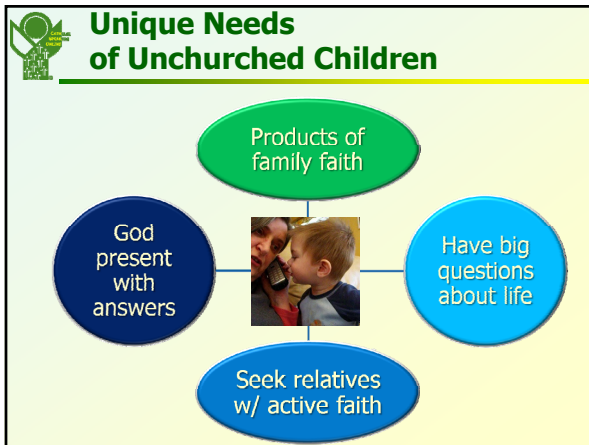 Unique Needs
of Unchurched Children
Products of
family faith
God
present
with
answers
Have big
questions
about life
Seek relatives
w/ active faith